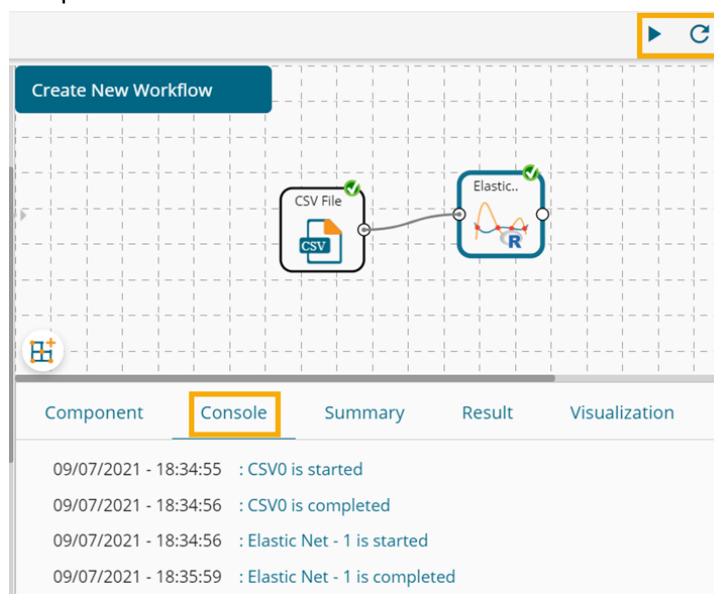 Create New Workflow
CSV File
CSV
Elastic..
R
Component Console Summary Result Visualization
09/07/2021 - 18:34:55 : CSV0 is started
09/07/2021 - 18:34:56 : CSV0 is completed
09/07/2021 - 18:34:56 : Elastic Net - 1 is started
09/07/2021 - 18:35:59 : Elastic Net - 1 is completed